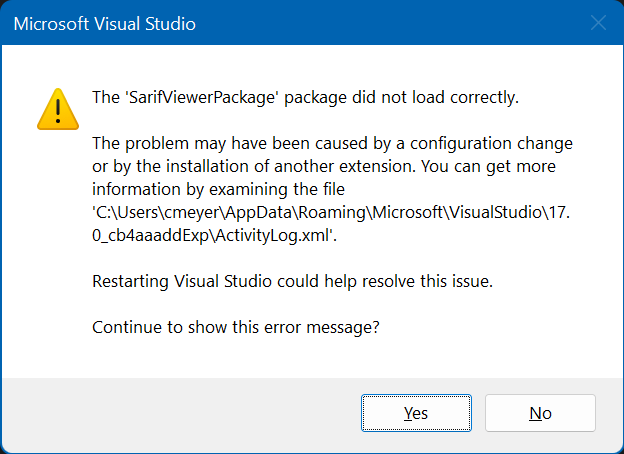 Microsoft Visual Studio
The 'SarifViewerPackage' package did not load correctly.
The problem may have been caused by a configuration change
or by the installation of another extension. You can get more
information by examining the file
'C:\Users\cmeyer\AppData\Roaming\Microsoft\VisualStudio\17.
0_cb4aaaddExp\ActivityLog.xml'.
Restarting Visual Studio could help resolve this issue.
Continue to show this error message?
Yes
No